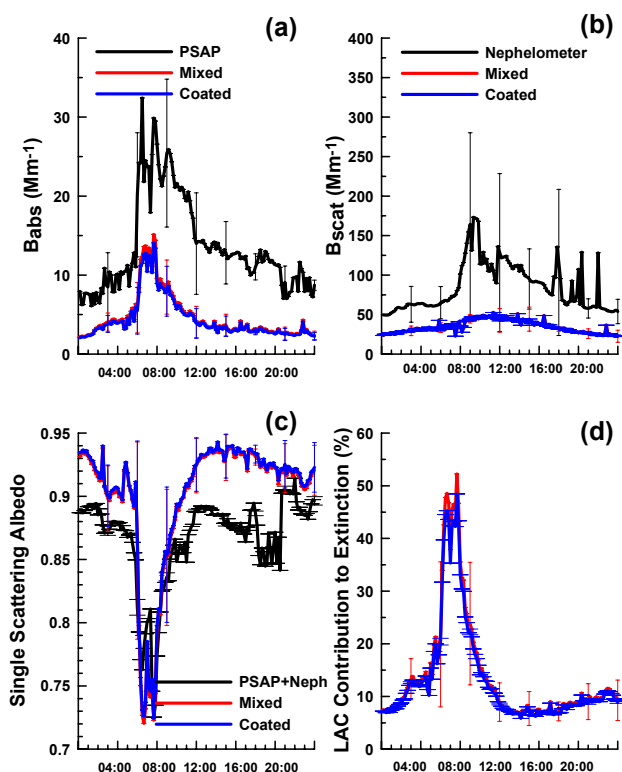 (a)
PSAP
Mixed
Coated
Babs (Mm-1)
40
30
20
10
0
04:00 08:00 12:00 16:00 20:00
(b)
Nephelometer
Mixed
Coated
Bscat (Mm-1)
400
350
300
250
200
150
100
50
0
04:00 08:00 12:00 16:00 20:00
(c)
PSAP+Neph
Mixed
Coated
Single Scattering Albedo
0.95
0.9
0.85
0.8
0.75
0.7
04:00 08:00 12:00 16:00 20:00
(d)
LAC Contribution to Extinction (%)
60
50
40
30
20
10
0
04:00 08:00 12:00 16:00 20:00